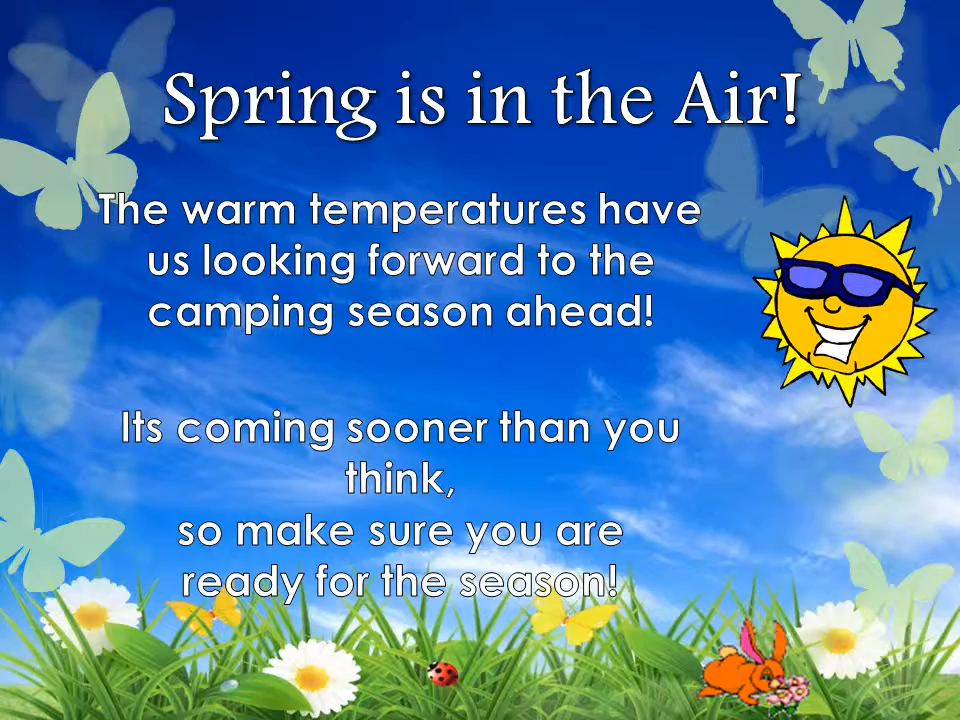 Spring is in the Air!
The warm temperatures have
us looking forward to the
camping season ahead!
Its coming sooner than you
think,
so make sure you are
ready for the season!